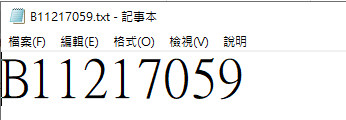 B11217059.txt - 記事本
檔案(F) 編輯(E) 格式(O) 檢視(V) 說明
B11217059